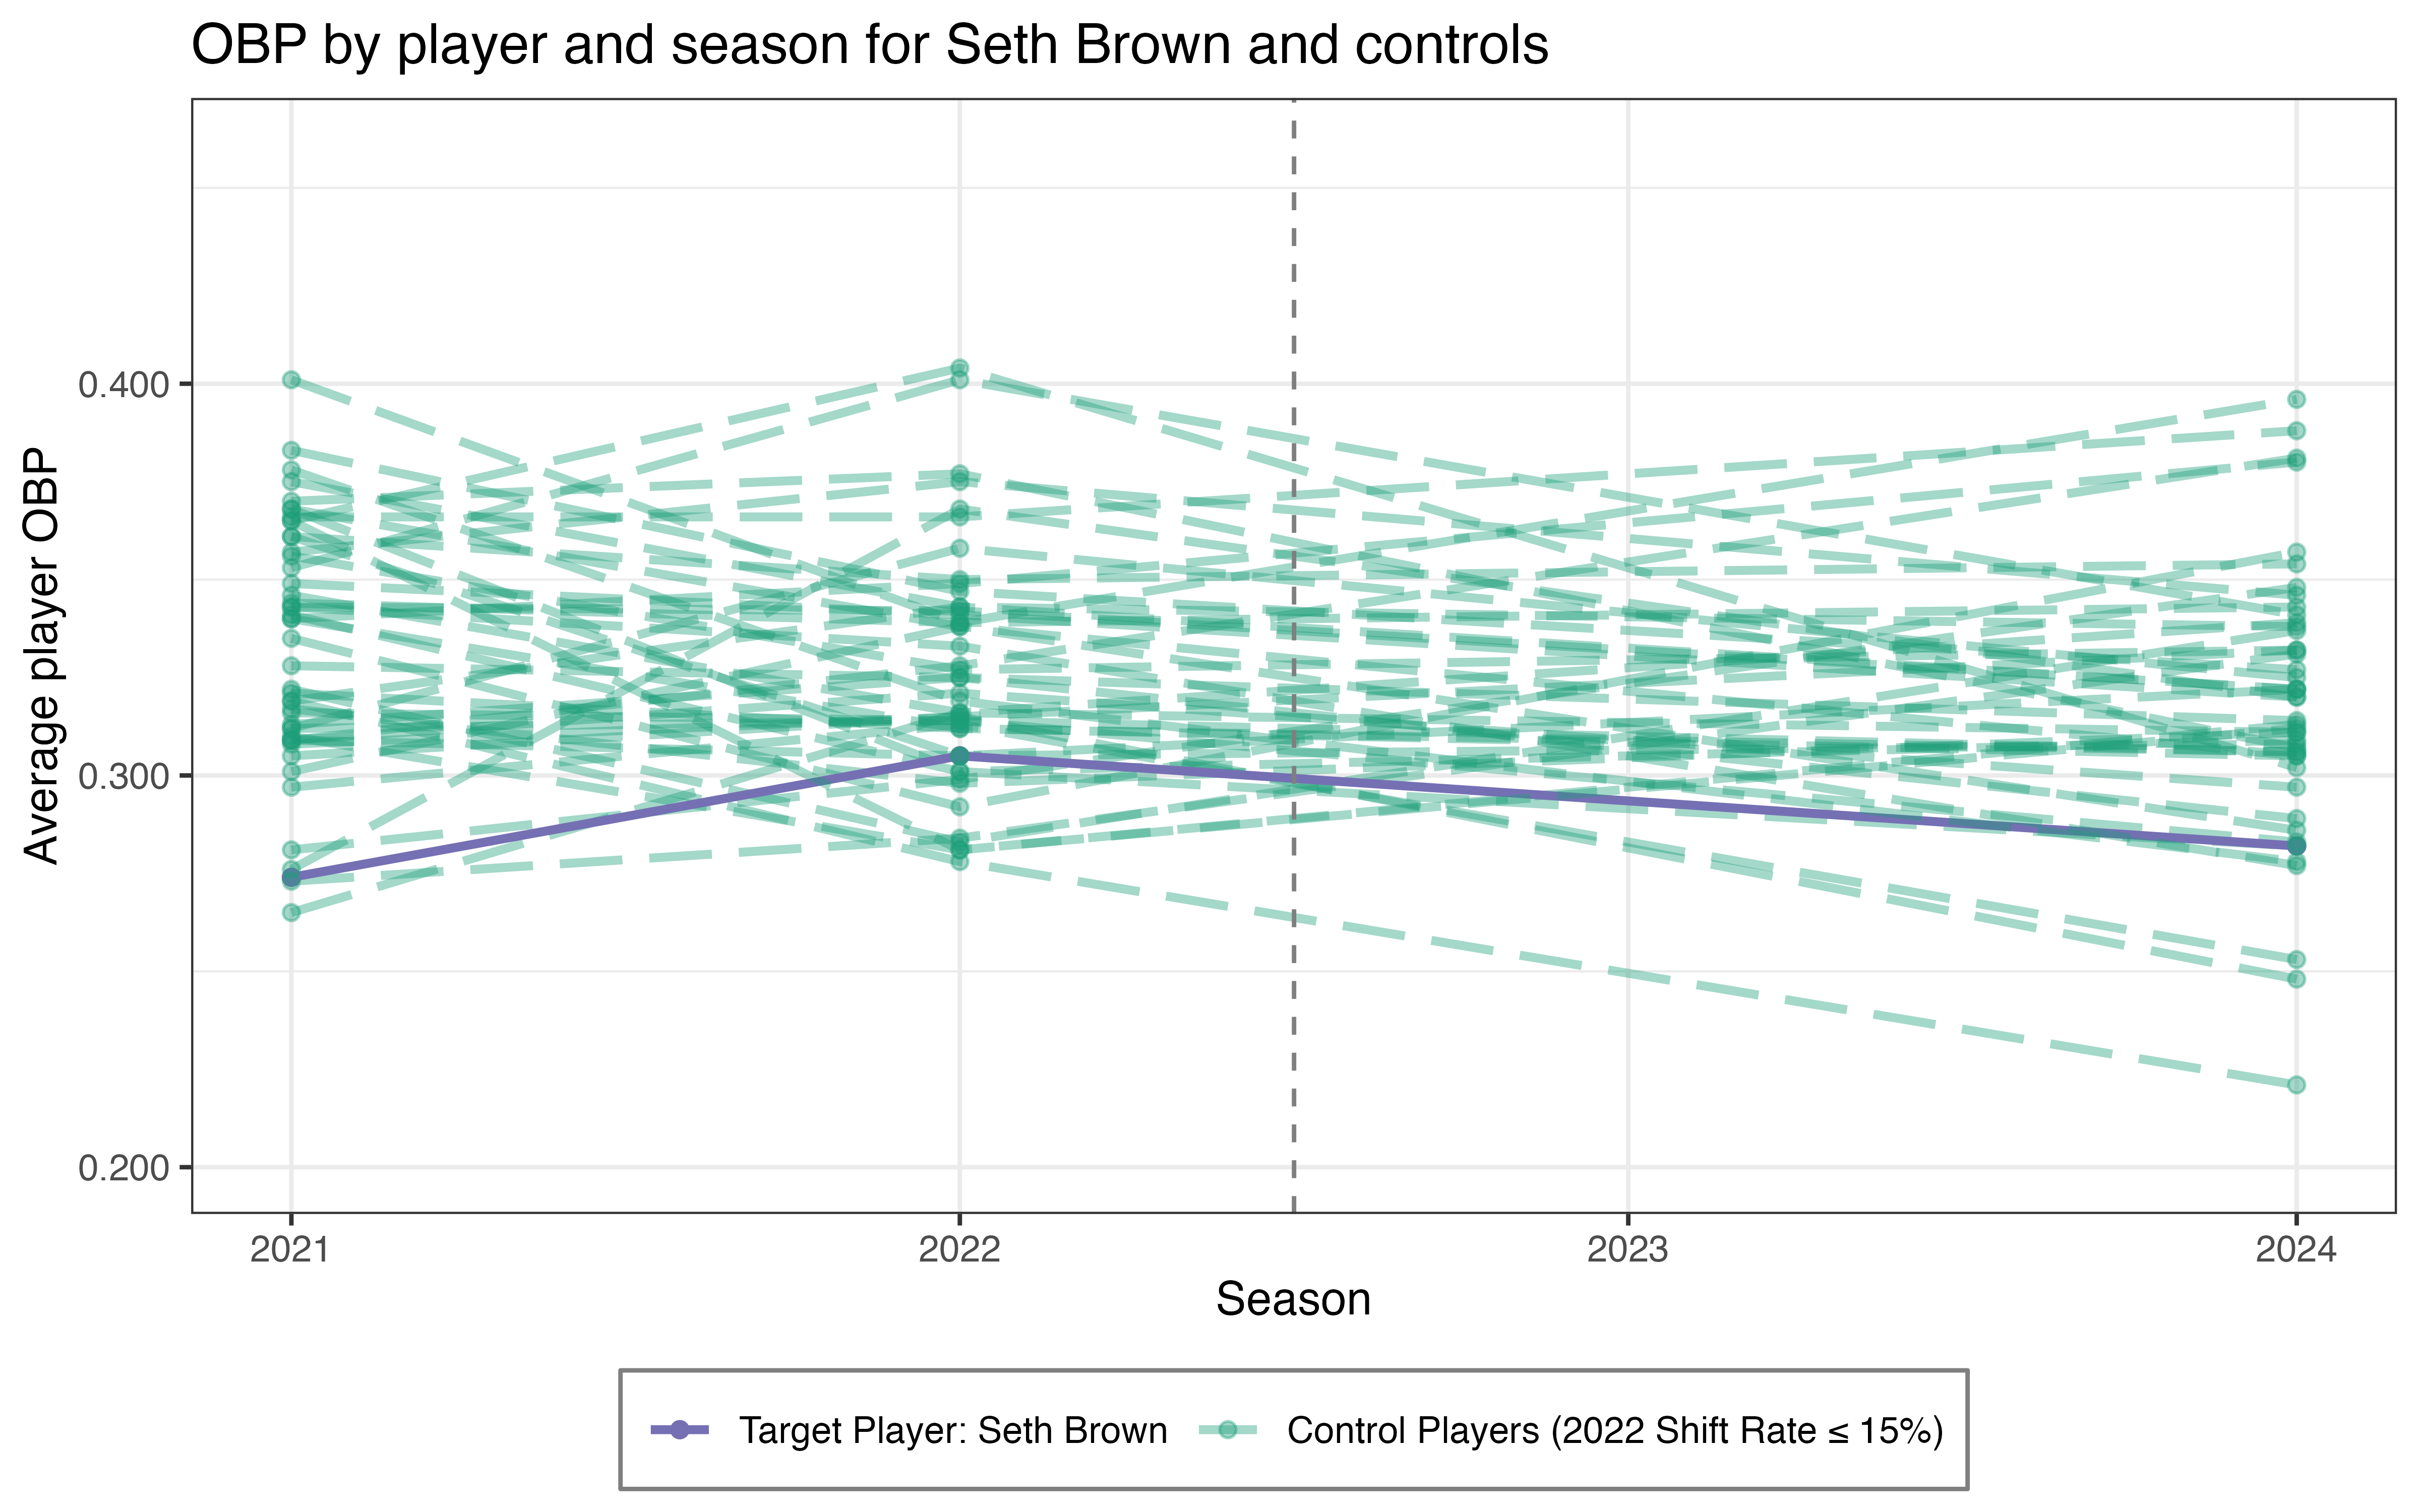 OBP by player and season for Seth Brown and controls
Average player OBP
0.400
0.300
0.200
2021 2022 2023 2024
Season
Target Player: Seth Brown Control Players (2022 Shift Rate ≤ 15%)